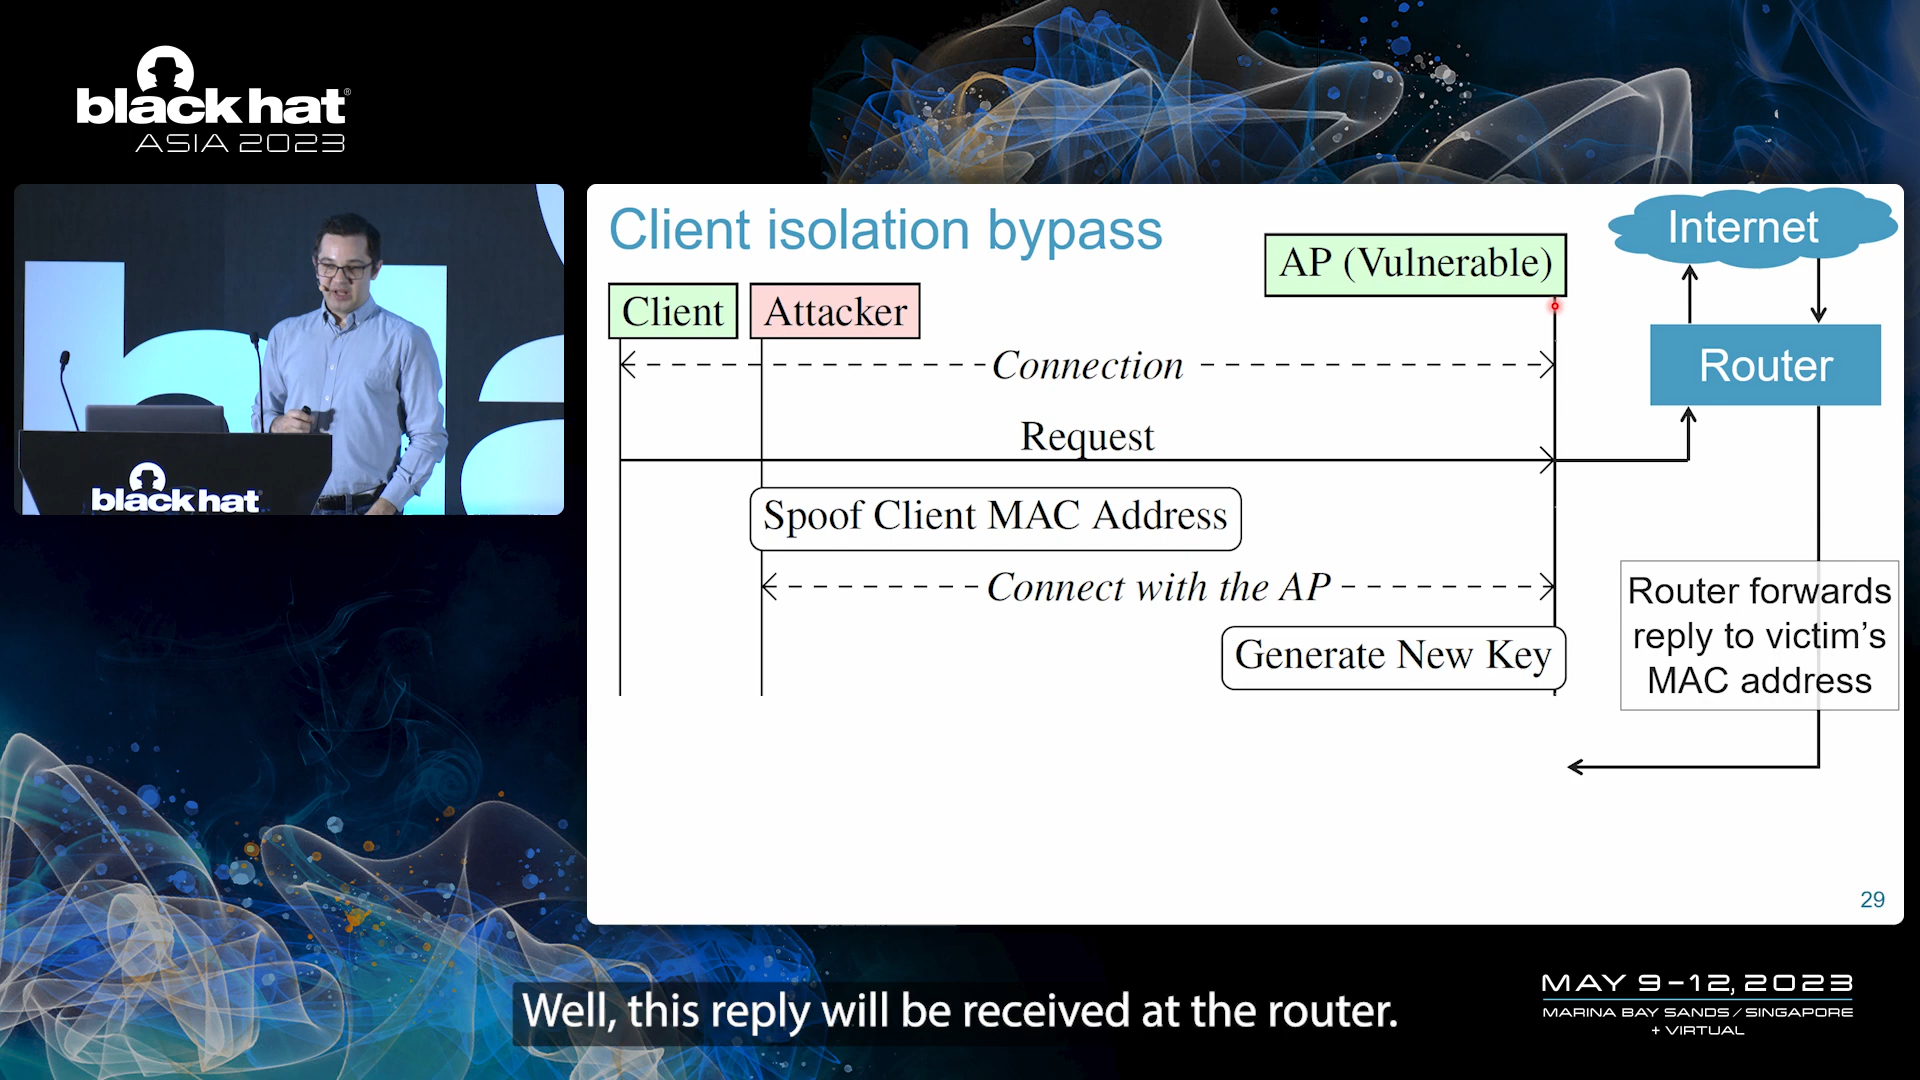 black hat®
ASIA 2023
Client isolation bypass
Internet
AP (Vulnerable)
Client
Attacker
Router
Connection
Request
Spoof Client MAC Address
Connect with the AP
Generate New Key
Router forwards
reply to victim's
MAC address
29
black hat
Well, this reply will be received at the router.
MAY 9-12, 2023
MARINA BAY SANDS / SINGAPORE
+ VIRTUAL